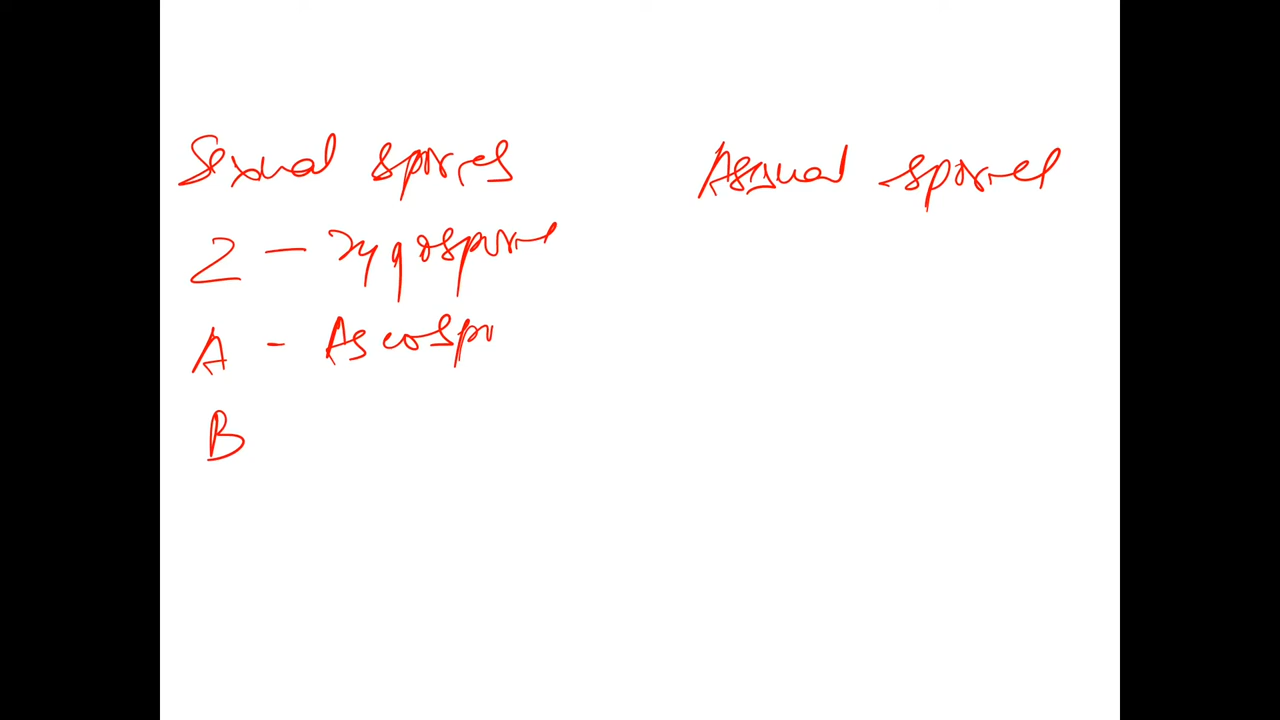 Sexual spores
Asexual spores
Z - zygospore
A - Ascospo
B